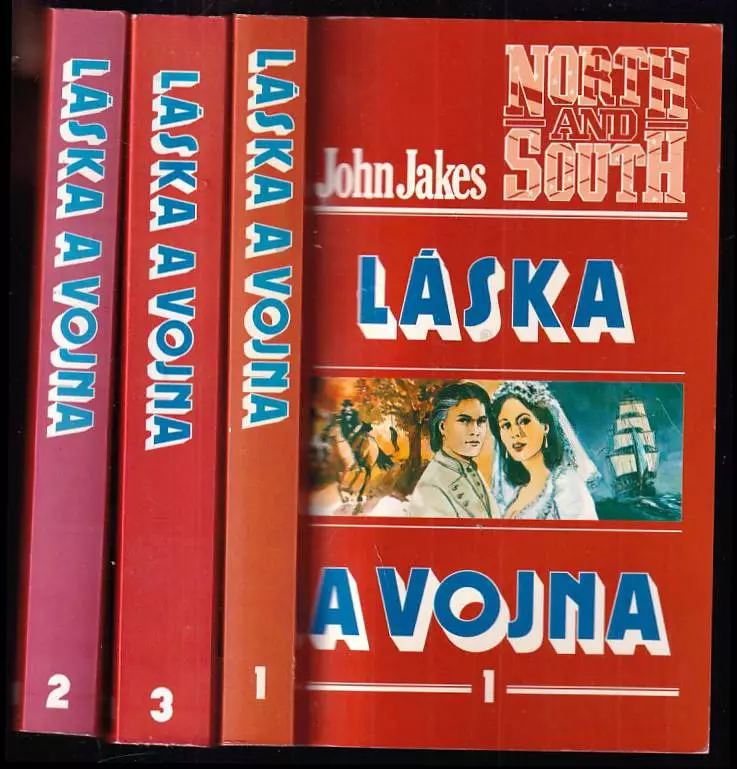 LÁSKA A VOJNA
2
LÁSKA A VOJNA
3
LÁSKA A VOJNA
1
NORTH
AND
SOUTH
John Jakes
LÁSKA
A VOJNA
1